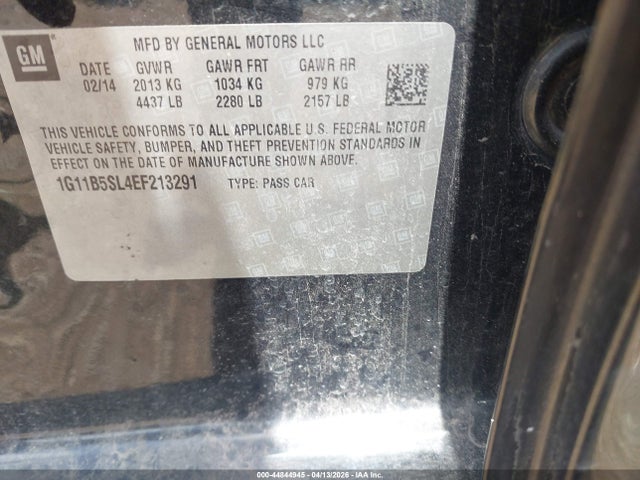 GM
MFD BY GENERAL MOTORS LLC
DATE GVWR GAWR FRT GAWR RR
02/14 2013 KG 1034 KG 979 KG
4437 LB 2280 LB 2157 LB
THIS VEHICLE CONFORMS TO ALL APPLICABLE U.S. FEDERAL MOTOR
VEHICLE SAFETY, BUMPER, AND THEFT PREVENTION STANDARDS IN
EFFECT ON THE DATE OF MANUFACTURE SHOWN ABOVE.
1G11B5SL4EF213291 TYPE: PASS CAR
000-44844945 - 04/13/2026 - IAA Inc.